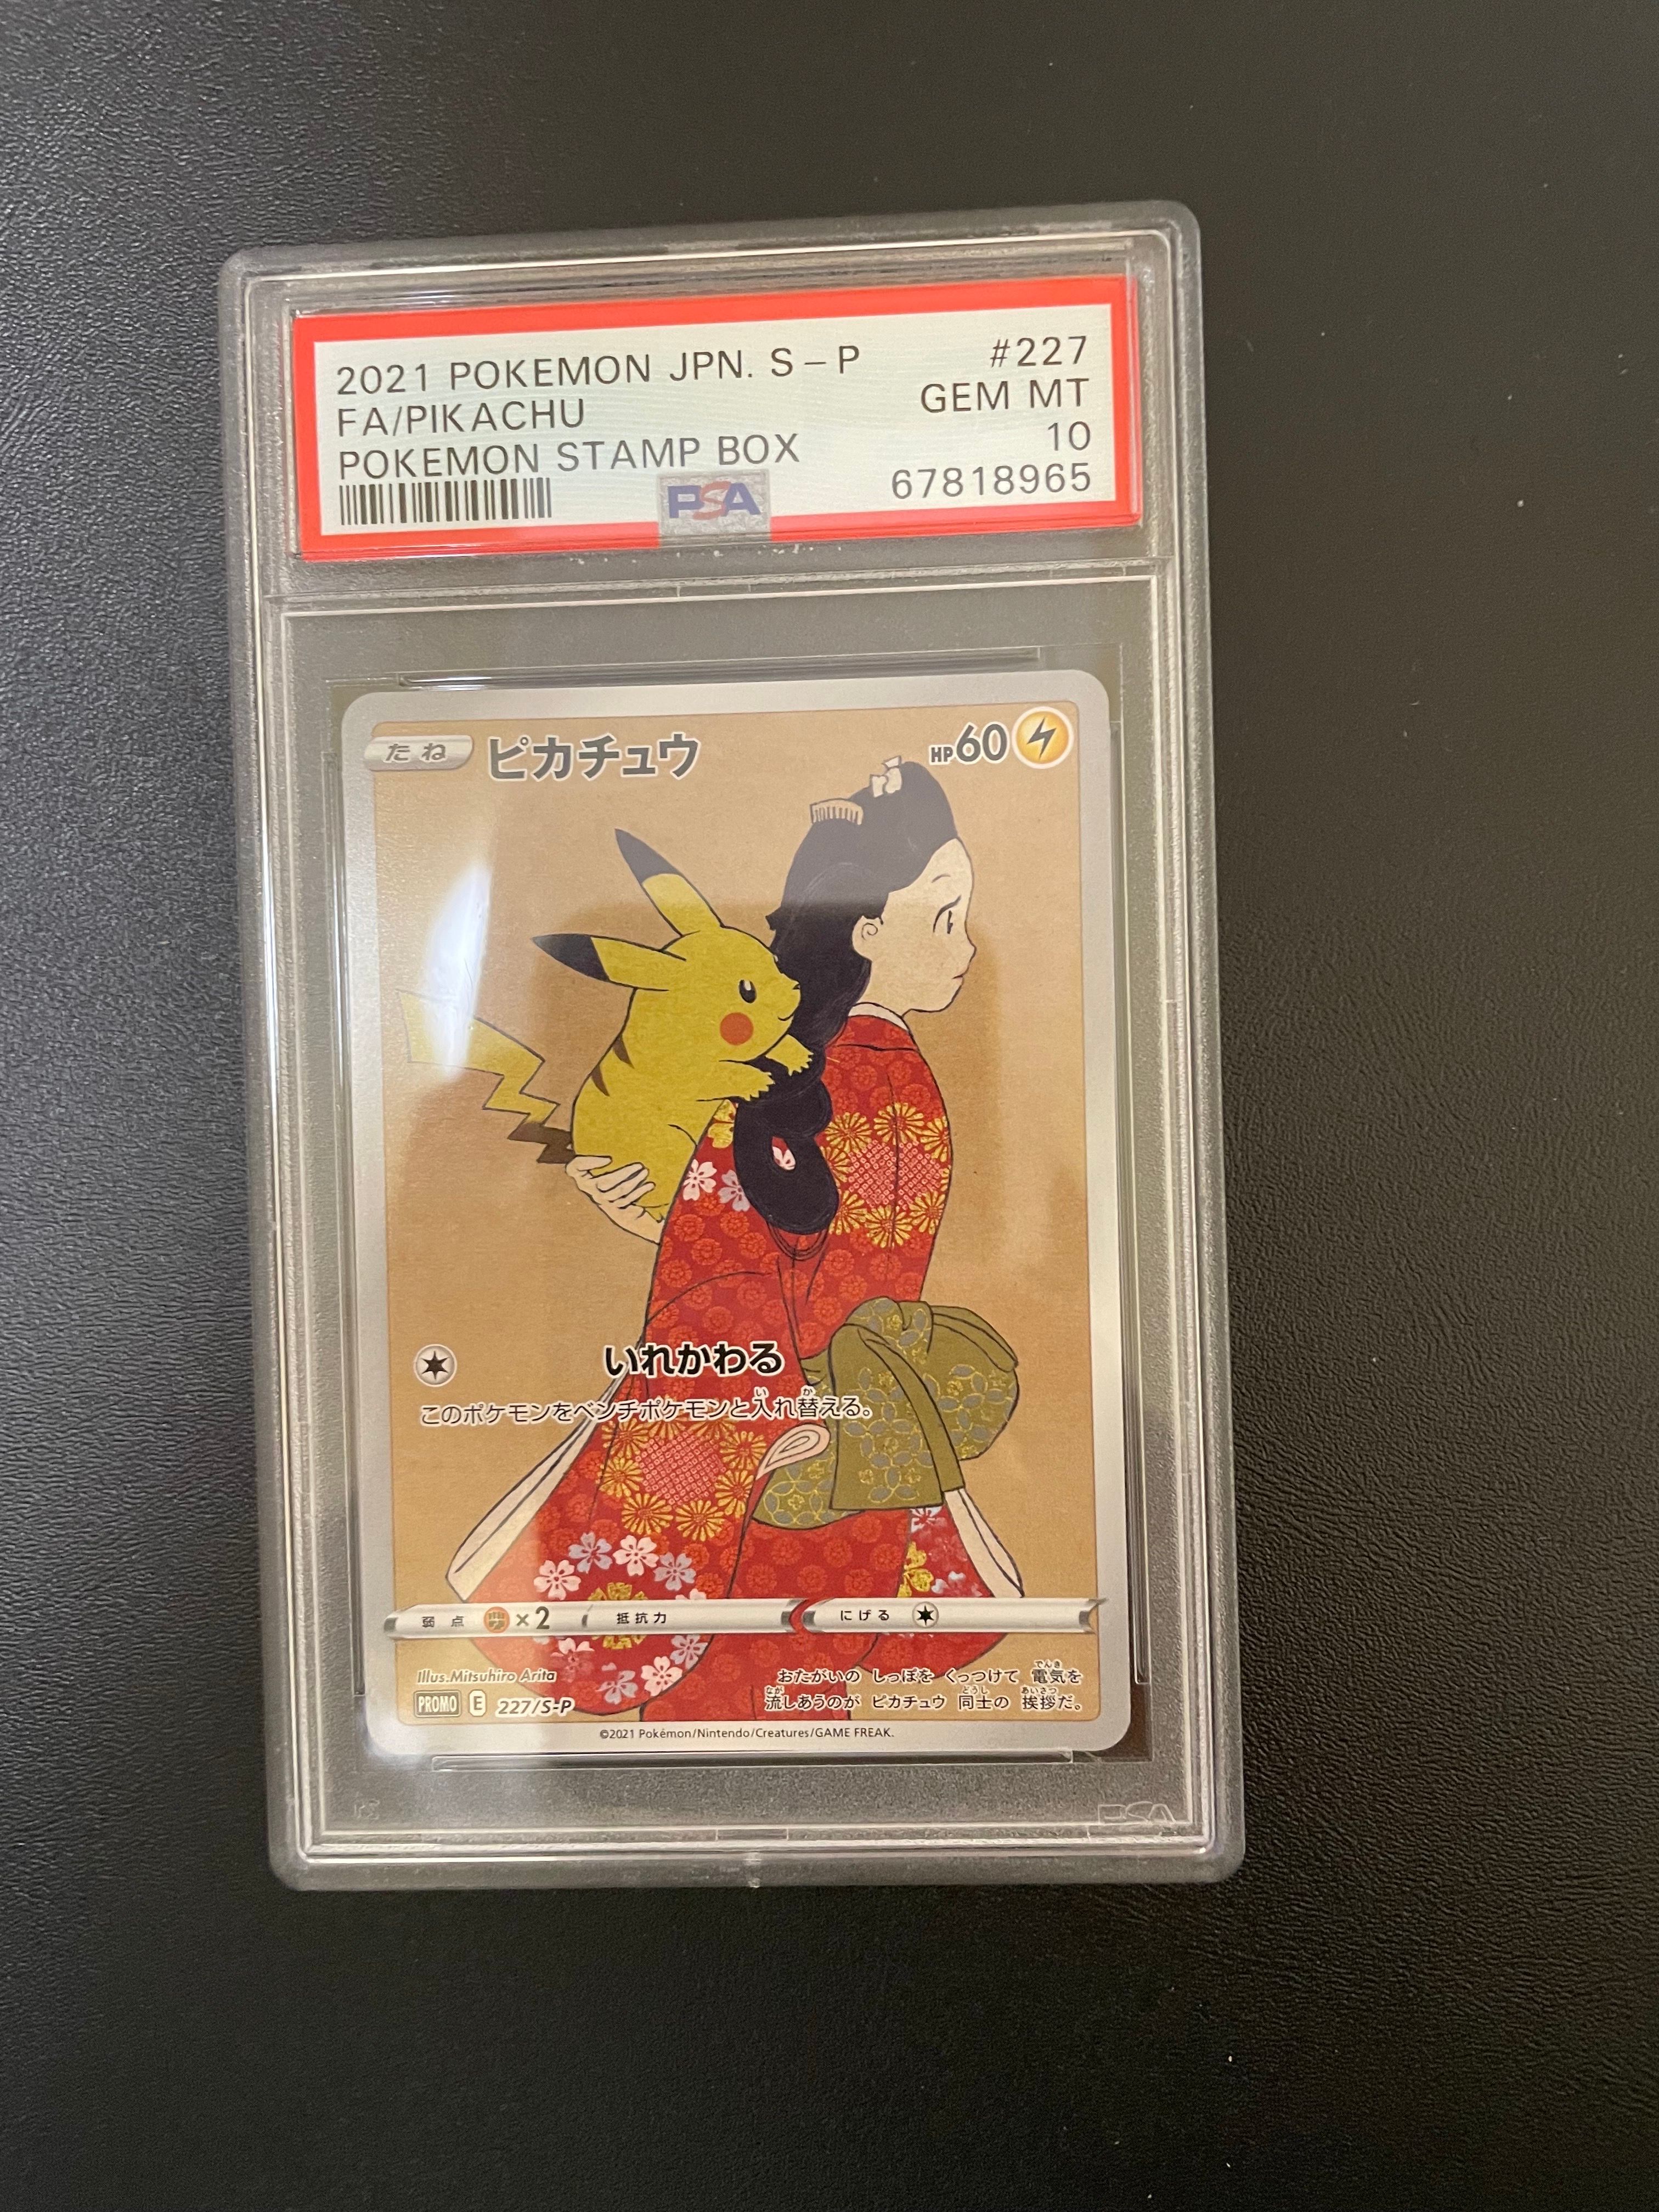 2021 POKEMON JPN. S-P #227
FA/PIKACHU GEM MT
POKEMON STAMP BOX 10
PSA 67818965
たね ピカチュウ HP60
いれかわる
このポケモンをベンチポケモンと入れ替える。
弱点 ×2 抵抗力 にげる
Illus.Mitsuhiro Arita
おたがいの しっぽを くっつけて 電気を
PROMO E 227/S-P
流しあうのが ピカチュウ 同士の 挨拶だ。
©2021 Pokémon/Nintendo/Creatures/GAME FREAK.
PSA